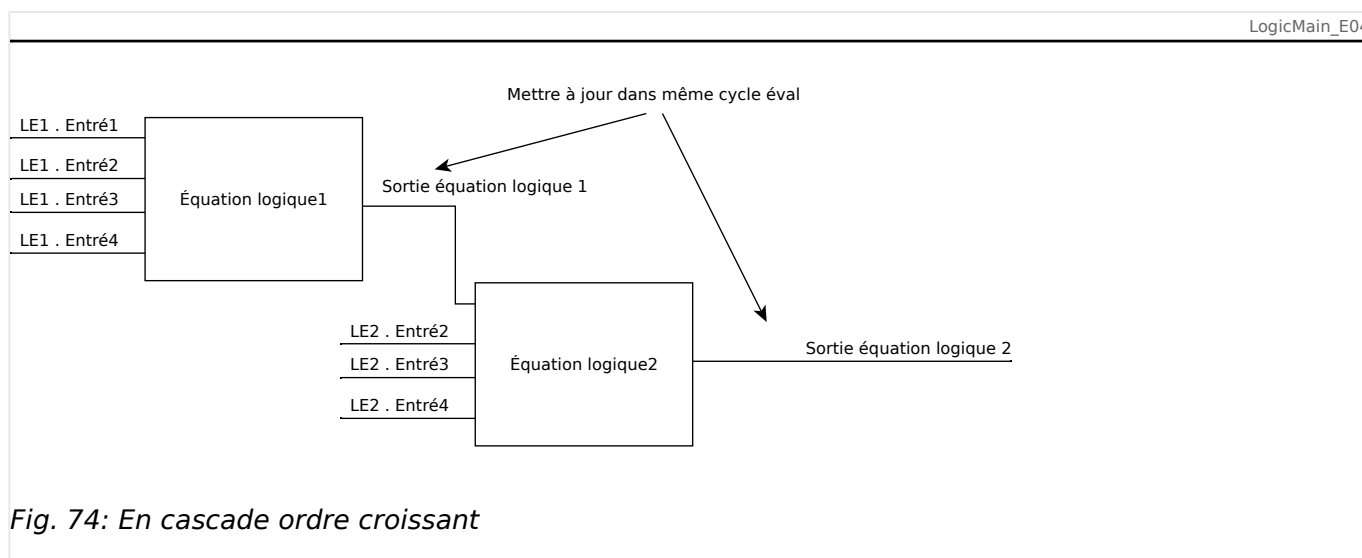 LogicMain_E04
Mettre à jour dans même cycle éval
LE1 . Entré1
LE1 . Entré2
LE1 . Entré3
LE1 . Entré4
Équation logique1
Sortie équation logique 1
LE2 . Entré2
LE2 . Entré3
LE2 . Entré4
Équation logique2
Sortie équation logique 2
Fig. 74: En cascade ordre croissant